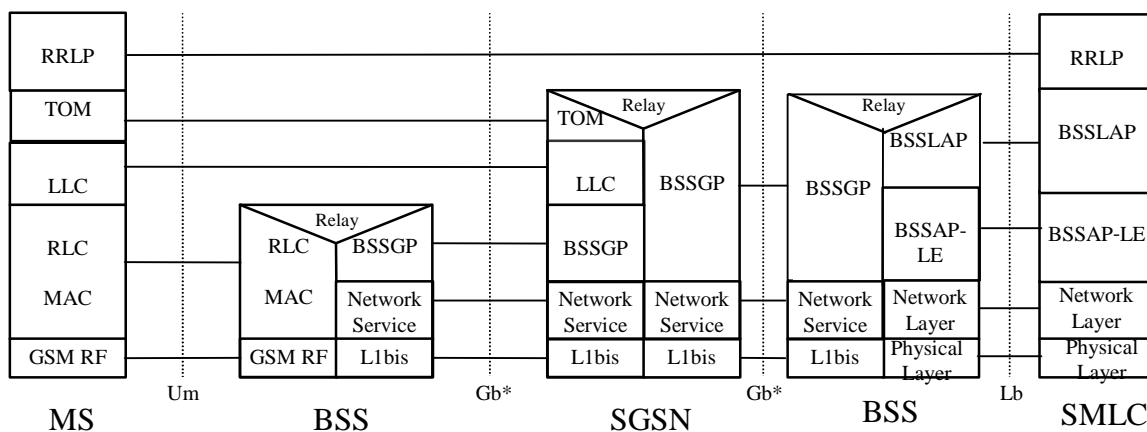 RRLP
TOM
LLC
RLC
MAC
GSM RF
MS
Um
Relay
RLC
MAC
GSM RF
BSSGP
Network
Service
L1bis
BSS
Gb*
Relay
TOM
LLC
BSSGP
Network
Service
L1bis
BSSGP
Network
Service
L1bis
SGSN
Gb*
Relay
BSSGP
Network
Service
L1bis
BSSLAP
BSSAP-
LE
Network
Layer
Physical
Layer
BSS
Lb
RRLP
BSSLAP
BSSAP-LE
Network
Layer
Physical
Layer
SMLC